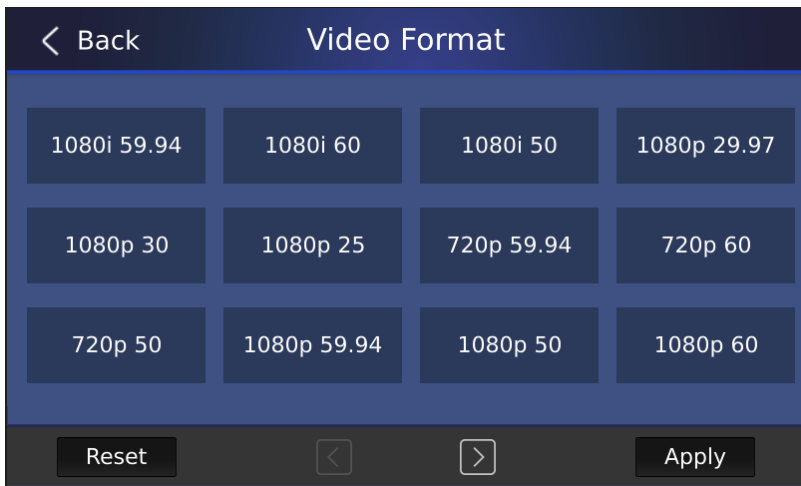 Back
Video Format
1080i 59.94
1080i 60
1080i 50
1080p 29.97
1080p 30
1080p 25
720p 59.94
720p 60
720p 50
1080p 59.94
1080p 50
1080p 60
Reset
Apply